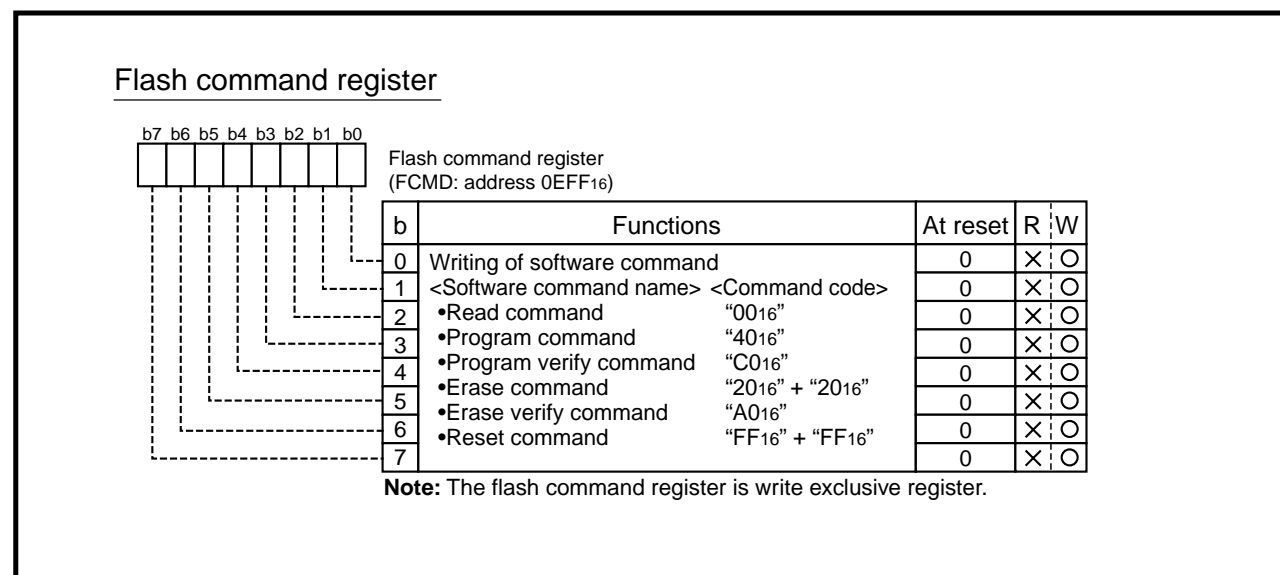 Flash command register
b7 b6 b5 b4 b3 b2 b1 b0
Flash command register
(FCMD: address 0EFF16)
b Functions At reset R W
0 Writing of software command 0 × ○
1 <Software command name> <Command code> 0 × ○
2 •Read command “0016” 0 × ○
3 •Program command “4016” 0 × ○
4 •Program verify command “C016” 0 × ○
•Erase command “2016” + “2016”
5 •Erase verify command “A016” 0 × ○
6 •Reset command “FF16” + “FF16” 0 × ○
7 0 × ○
Note: The flash command register is write exclusive register.